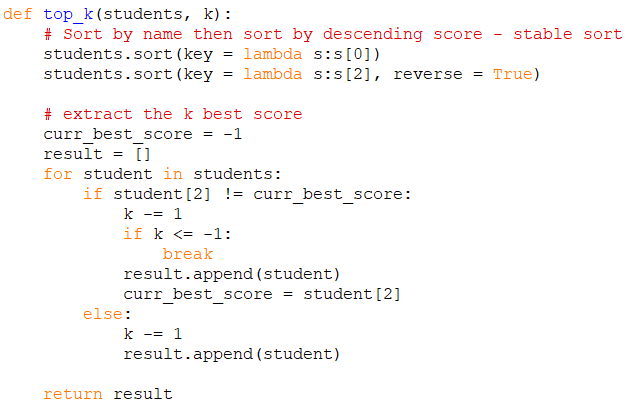 def top_k(students, k):
    # Sort by name then sort by descending score - stable sort
    students.sort(key = lambda s:s[0])
    students.sort(key = lambda s:s[2], reverse = True)

    # extract the k best score
    curr_best_score = -1
    result = []
    for student in students:
        if student[2] != curr_best_score:
            k -= 1
            if k <= -1:
                break
            result.append(student)
            curr_best_score = student[2]
        else:
            k -= 1
            result.append(student)

    return result